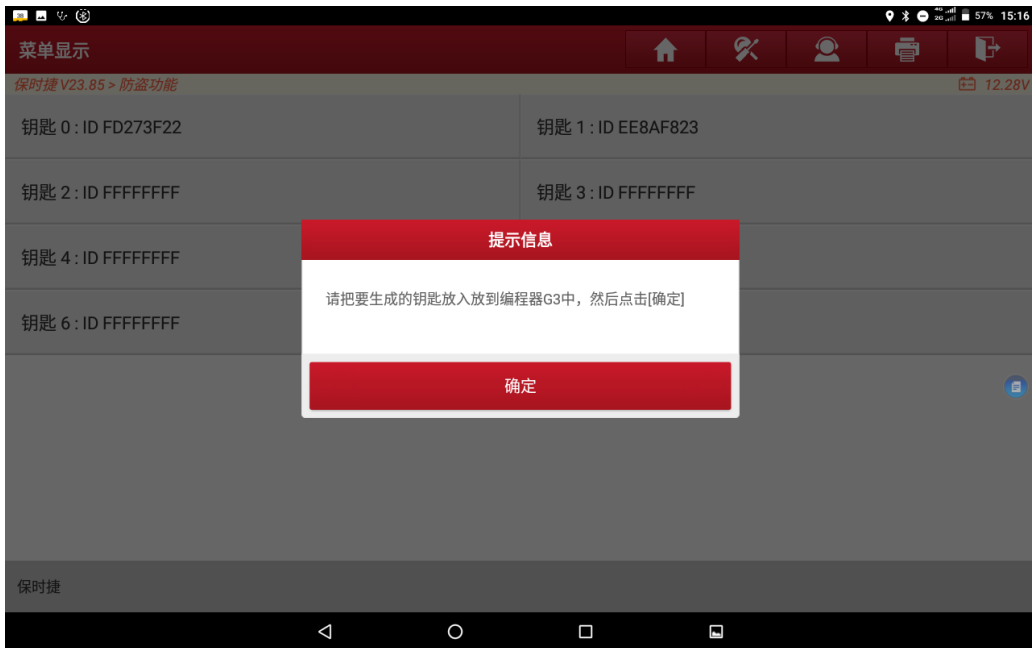 57% 15:16
菜单显示
保时捷 V23.85 > 防盗功能 12.28V
钥匙 0 : ID FD273F22 钥匙 1 : ID EE8AF823
钥匙 2 : ID FFFFFFFF 钥匙 3 : ID FFFFFFFF
提示信息
钥匙 4 : ID FFFFFFFF
请把要生成的钥匙放入放到编程器G3中，然后点击[确定]
钥匙 6 : ID FFFFFFFF
确定
保时捷